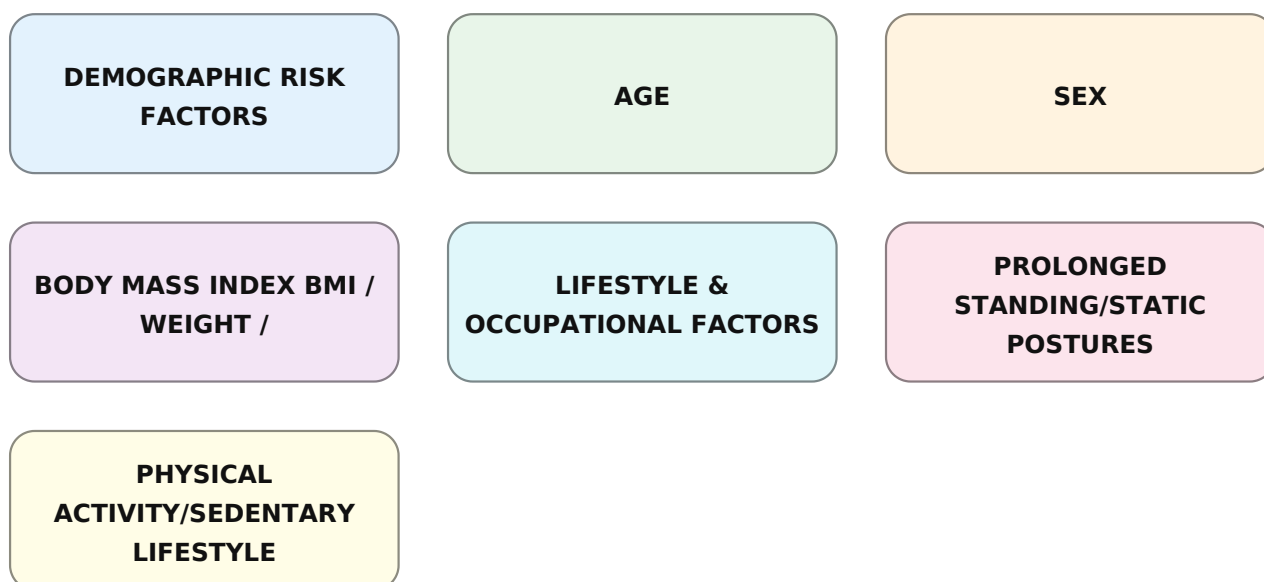 DEMOGRAPHIC RISK
FACTORS
AGE
SEX
BODY MASS INDEX BMI /
WEIGHT /
LIFESTYLE &
OCCUPATIONAL FACTORS
PROLONGED
STANDING/STATIC
POSTURES
PHYSICAL
ACTIVITY/SEDENTARY
LIFESTYLE